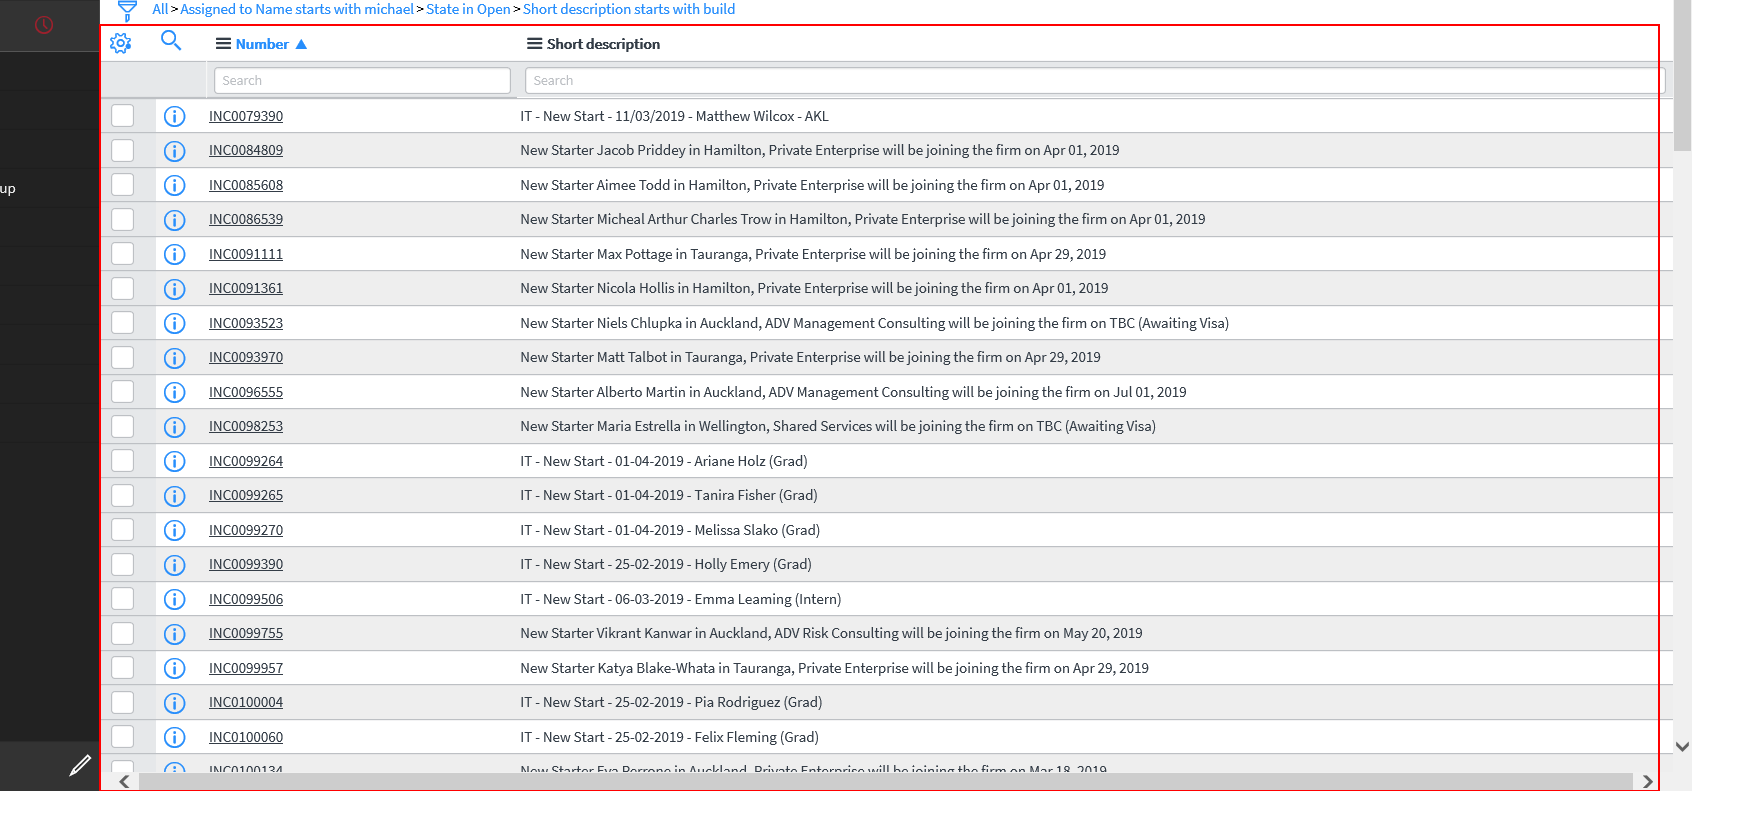 All > Assigned to Name starts with michael > State in Open > Short description starts with build
Number Short description
Search Search
INC0079390 IT - New Start - 11/03/2019 - Matthew Wilcox - AKL
INC0084809 New Starter Jacob Priddey in Hamilton, Private Enterprise will be joining the firm on Apr 01, 2019
INC0085608 New Starter Aimee Todd in Hamilton, Private Enterprise will be joining the firm on Apr 01, 2019
up
INC0086539 New Starter Micheal Arthur Charles Trow in Hamilton, Private Enterprise will be joining the firm on Apr 01, 2019
INC0091111 New Starter Max Pottage in Tauranga, Private Enterprise will be joining the firm on Apr 29, 2019
INC0091361 New Starter Nicola Hollis in Hamilton, Private Enterprise will be joining the firm on Apr 01, 2019
INC0093523 New Starter Niels Chlupka in Auckland, ADV Management Consulting will be joining the firm on TBC (Awaiting Visa)
INC0093970 New Starter Matt Talbot in Tauranga, Private Enterprise will be joining the firm on Apr 29, 2019
INC0096555 New Starter Alberto Martin in Auckland, ADV Management Consulting will be joining the firm on Jul 01, 2019
INC0098253 New Starter Maria Estrella in Wellington, Shared Services will be joining the firm on TBC (Awaiting Visa)
INC0099264 IT - New Start - 01-04-2019 - Ariane Holz (Grad)
INC0099265 IT - New Start - 01-04-2019 - Tanira Fisher (Grad)
INC0099270 IT - New Start - 01-04-2019 - Melissa Slako (Grad)
INC0099390 IT - New Start - 25-02-2019 - Holly Emery (Grad)
INC0099506 IT - New Start - 06-03-2019 - Emma Leaming (Intern)
INC0099755 New Starter Vikrant Kanwar in Auckland, ADV Risk Consulting will be joining the firm on May 20, 2019
INC0099957 New Starter Katya Blake-Whata in Tauranga, Private Enterprise will be joining the firm on Apr 29, 2019
INC0100004 IT - New Start - 25-02-2019 - Pia Rodriguez (Grad)
INC0100060 IT - New Start - 25-02-2019 - Felix Fleming (Grad)
INC0100134 New Starter Eva Perrone in Auckland, Private Enterprise will be joining the firm on Mar 18, 2019